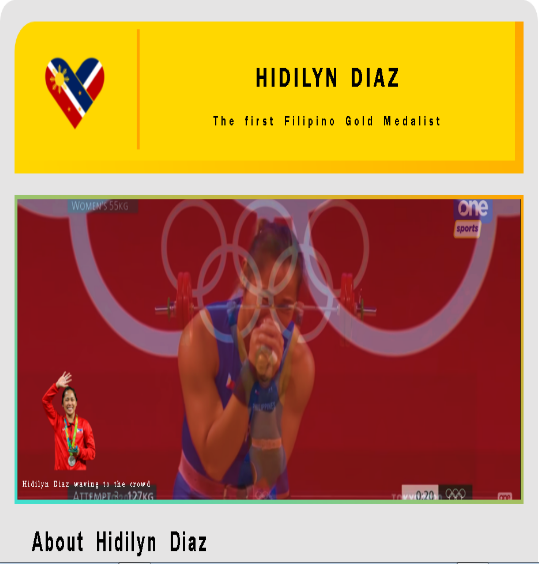 HIDILYN DIAZ
The first Filipino Gold Medalist
WOMEN'S 55KG
one
sports
Hidilyn Diaz waving to the crowd
ATTEMPT 3 127KG
0:20
About Hidilyn Diaz